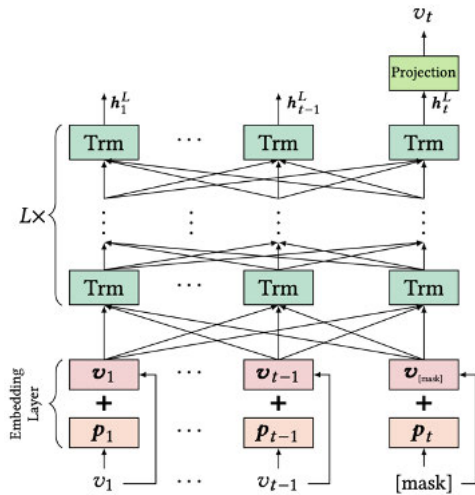 v_t
Projection
h_1^L h_{t-1}^L h_t^L
Trm ... Trm Trm
L×
Trm ... Trm Trm
Embedding
Layer
v_1 ... v_{t-1} v_[mask]
+ + +
p_1 ... p_{t-1} p_t
v_1 ... v_{t-1} [mask]